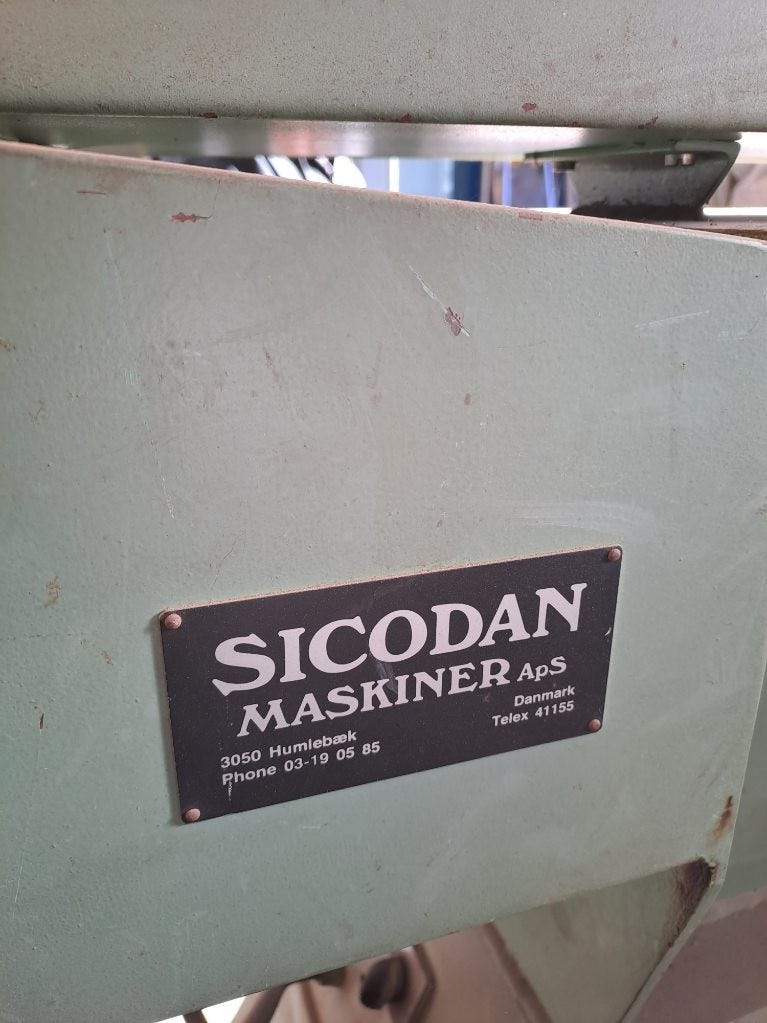 SICODAN
MASKINER ApS
3050 Humlebæk
Phone 03-19 05 85
Danmark
Telex 41155